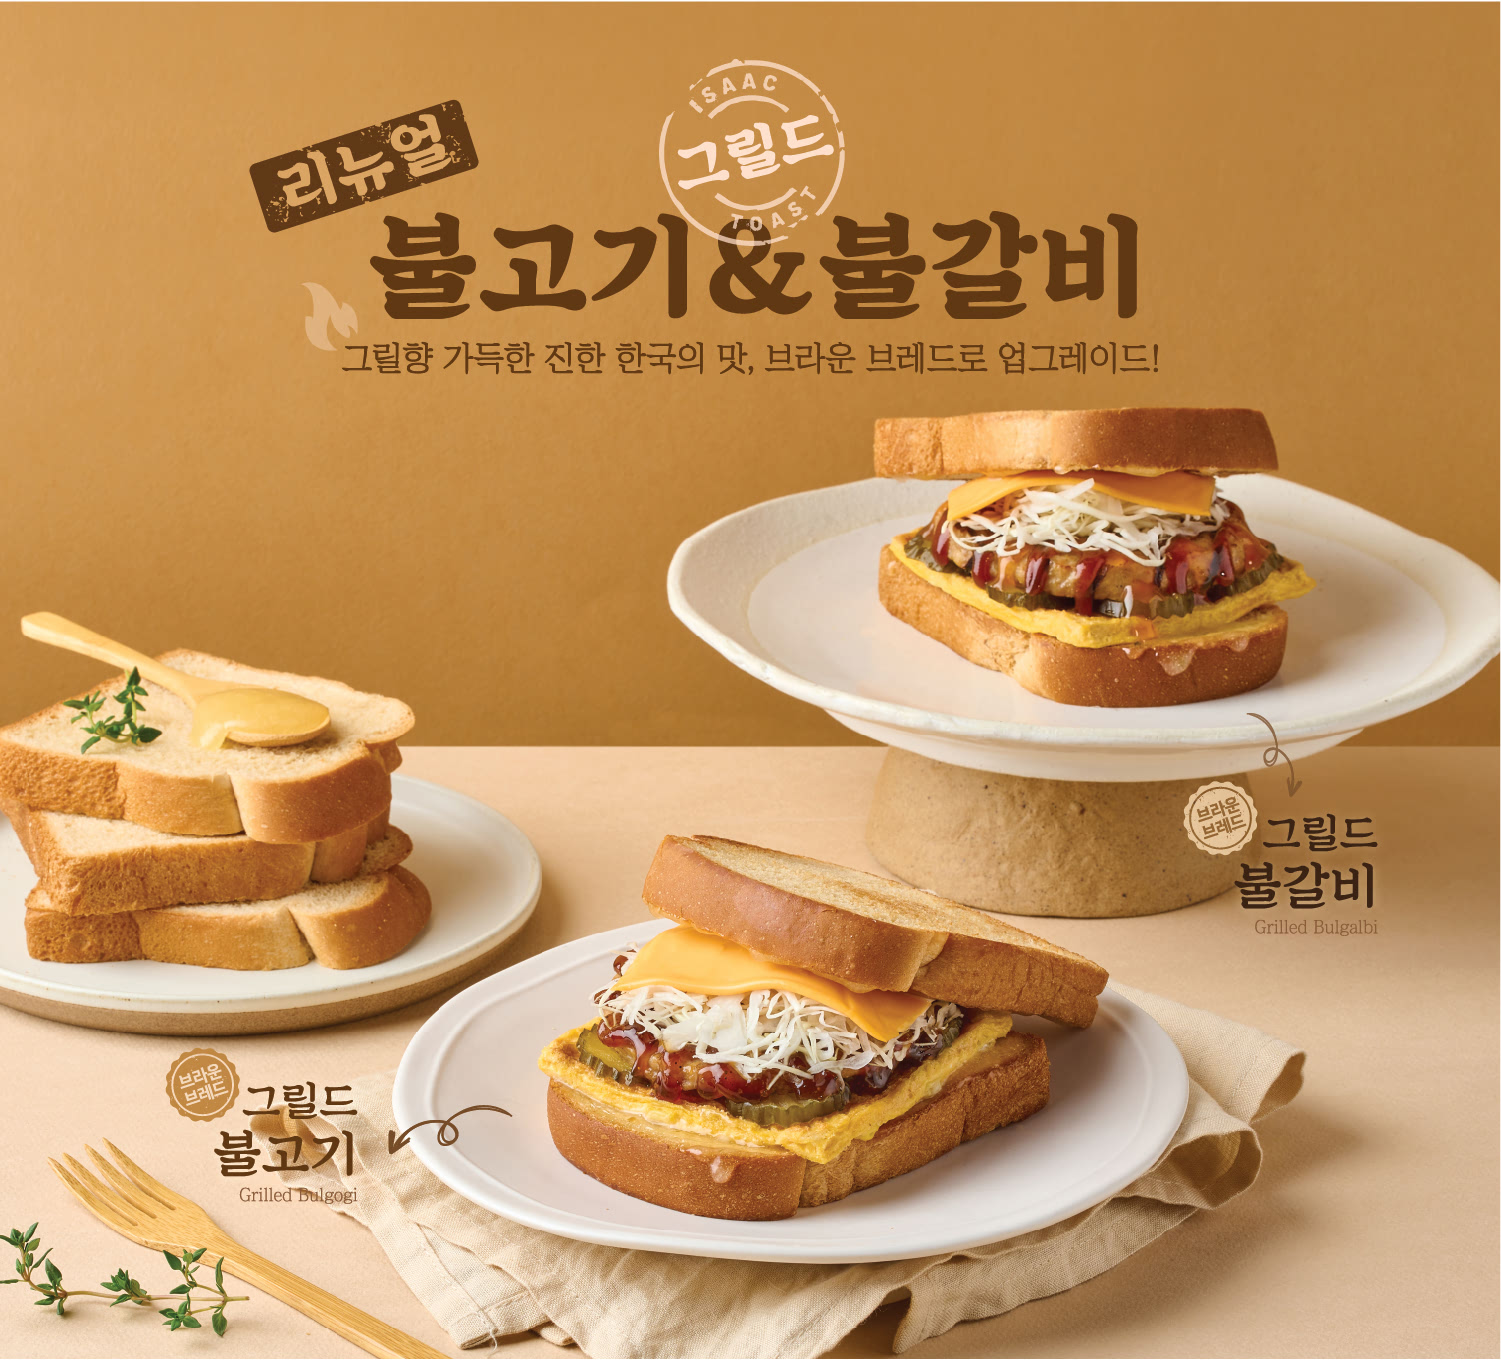 ISAAC
그릴드
TOAST
리뉴얼
불고기&불갈비
그릴향 가득한 진한 한국의 맛, 브라운 브레드로 업그레이드!
브라운
브레드
그릴드
불갈비
Grilled Bulgalbi
브라운
브레드
그릴드
불고기
Grilled Bulgogi